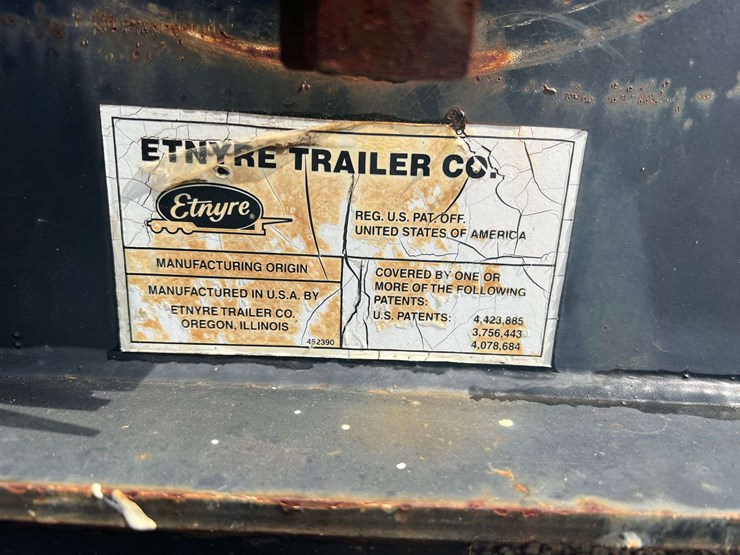 ETNYRE TRAILER CO.
Etnyre®
REG. U.S. PAT. OFF.
UNITED STATES OF AMERICA
MANUFACTURING ORIGIN
MANUFACTURED IN U.S.A. BY
ETNYRE TRAILER CO.
OREGON, ILLINOIS
452390
COVERED BY ONE OR
MORE OF THE FOLLOWING
PATENTS:
U.S. PATENTS: 4,423,885
3,756,443
4,078,684